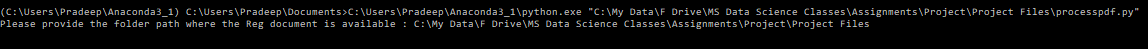 (C:\Users\Pradeep\Anaconda3_1) C:\Users\Pradeep\Documents>C:\Users\Pradeep\Anaconda3_1\python.exe "C:\My Data\F Drive\MS Data Science Classes\Assignments\Project\Project Files\processpdf.py"
Please provide the folder path where the Reg document is available : C:\My Data\F Drive\MS Data Science Classes\Assignments\Project\Project Files